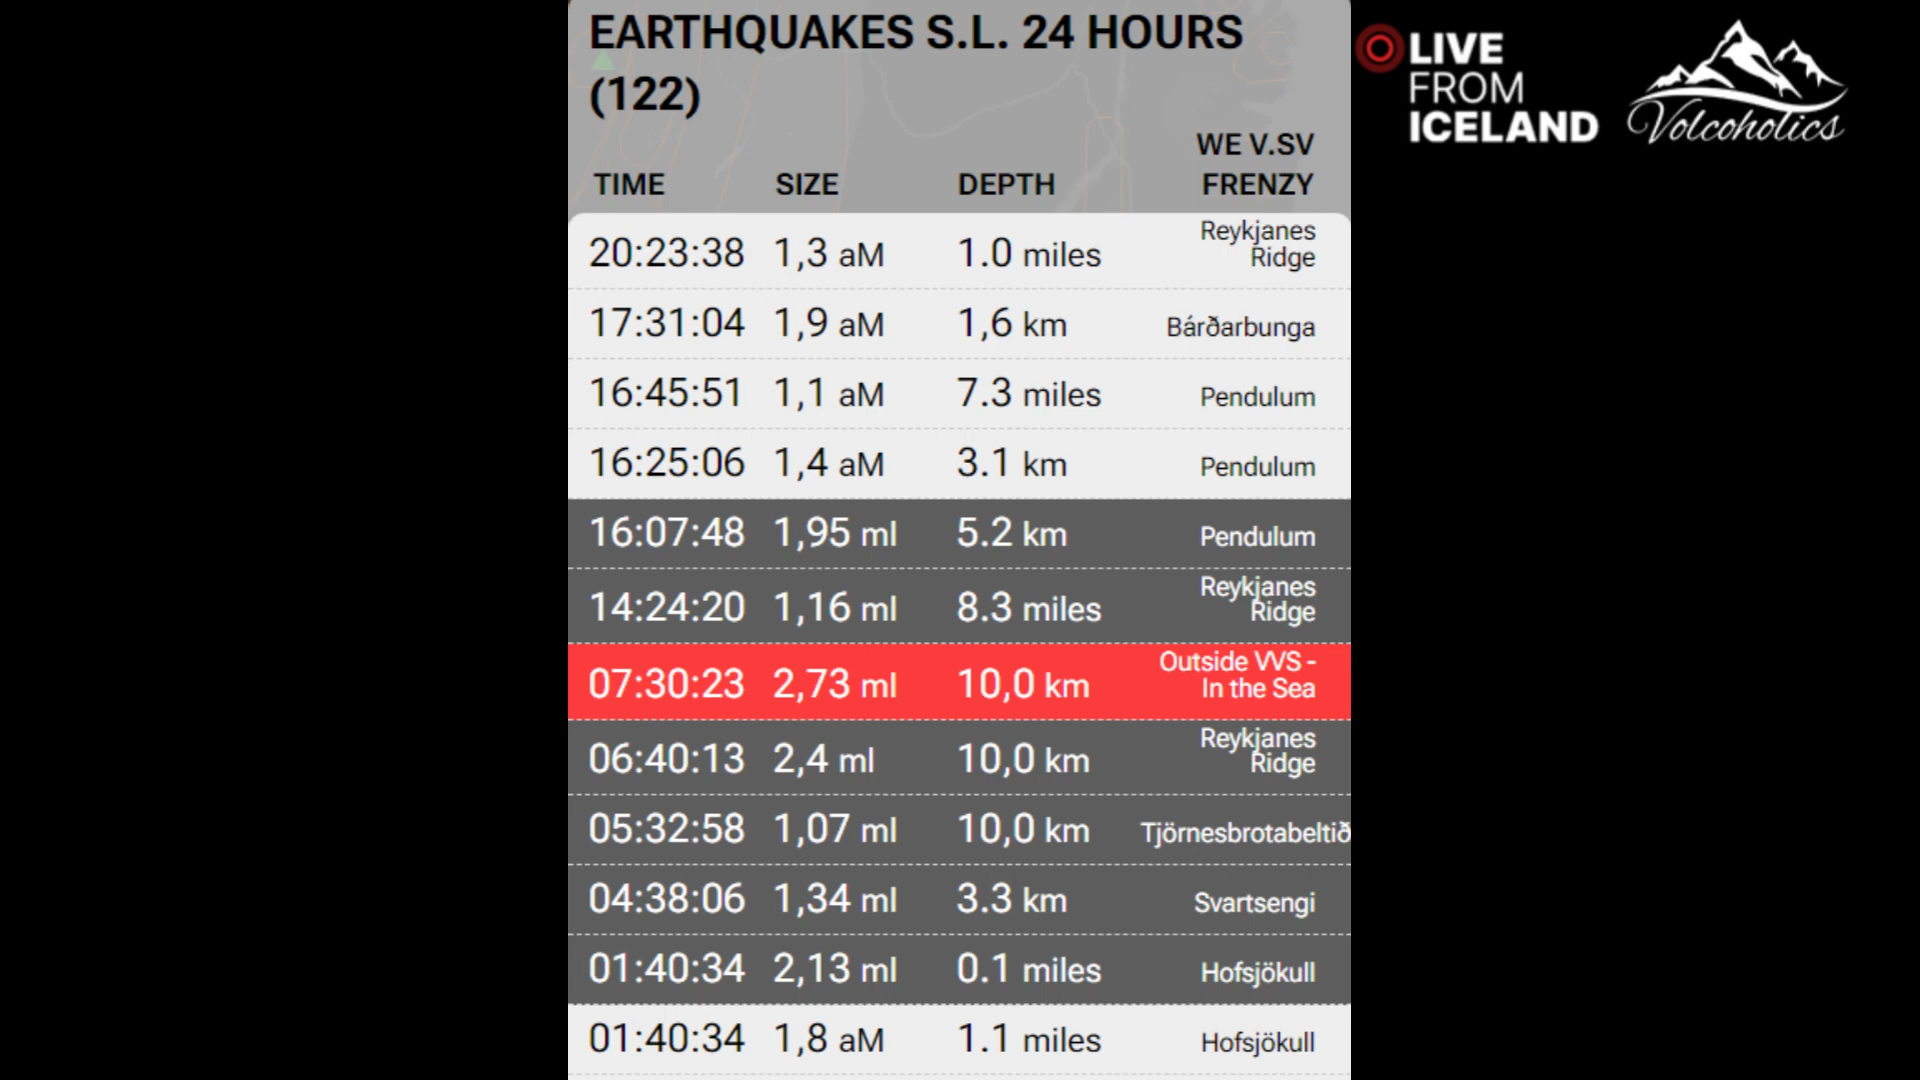 EARTHQUAKES S.L. 24 HOURS
(122)
LIVE
FROM
ICELAND
Volcoholics
TIME SIZE DEPTH WE V.SV
FRENZY
20:23:38 1,3 aM 1.0 miles Reykjanes
Ridge
17:31:04 1,9 aM 1,6 km Bárðarbunga
16:45:51 1,1 aM 7.3 miles Pendulum
16:25:06 1,4 aM 3.1 km Pendulum
16:07:48 1,95 ml 5.2 km Pendulum
14:24:20 1,16 ml 8.3 miles Reykjanes
Ridge
07:30:23 2,73 ml 10,0 km Outside VVS -
In the Sea
06:40:13 2,4 ml 10,0 km Reykjanes
Ridge
05:32:58 1,07 ml 10,0 km Tjörnesbrotabeltið
04:38:06 1,34 ml 3.3 km Svartsengi
01:40:34 2,13 ml 0.1 miles Hofsjökull
01:40:34 1,8 aM 1.1 miles Hofsjökull